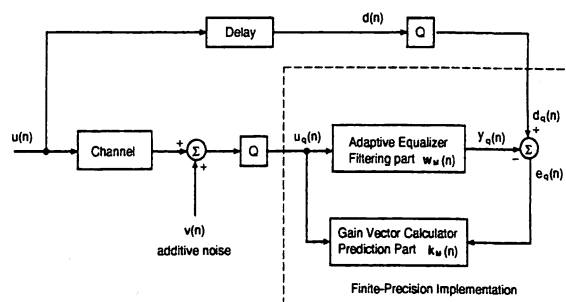 d(n)
Delay
Q
d_Q(n)
u(n)
Channel
+
Σ
+
Q
u_Q(n)
Adaptive Equalizer
Filtering part w_M(n)
y_Q(n)
+
−
Σ
e_Q(n)
v(n)
additive noise
Gain Vector Calculator
Prediction Part k_M(n)
Finite-Precision Implementation